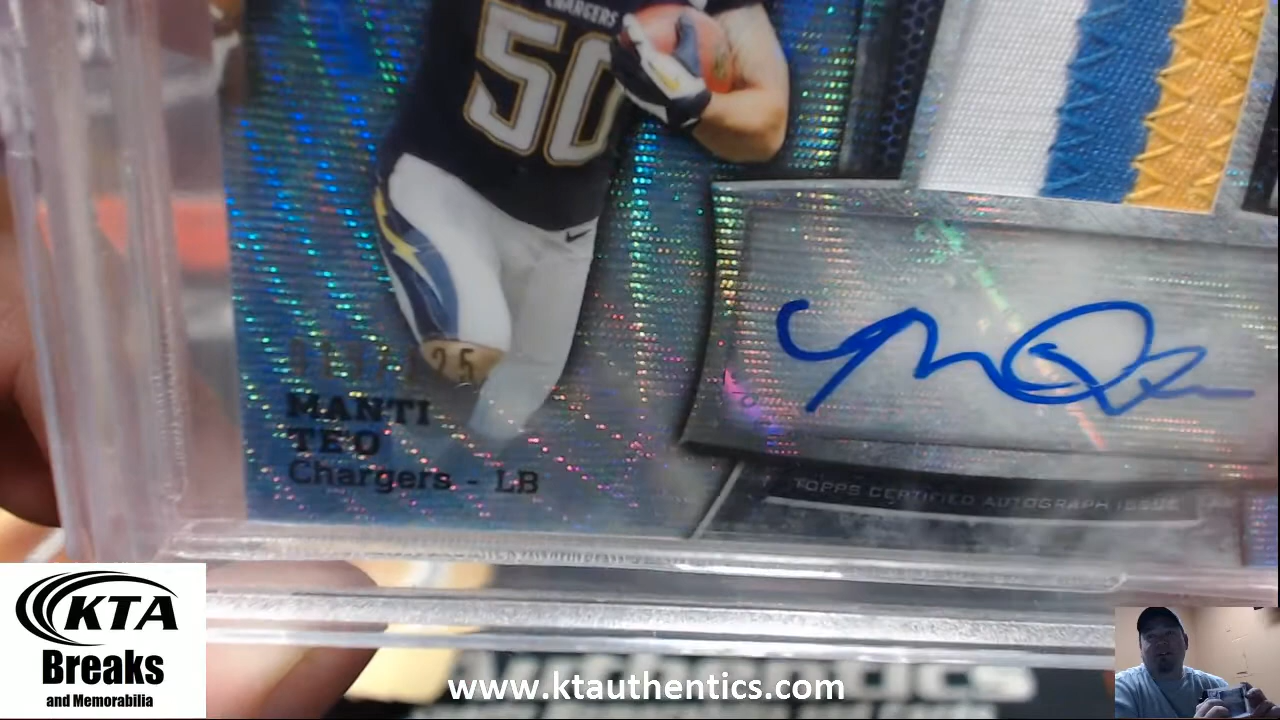 CHARGERS
50
MANTI
TEO
Chargers - LB
TOPPS CERTIFIED AUTOGRAPH ISSUE
KTA
Breaks
and Memorabilia
www.ktauthentics.com